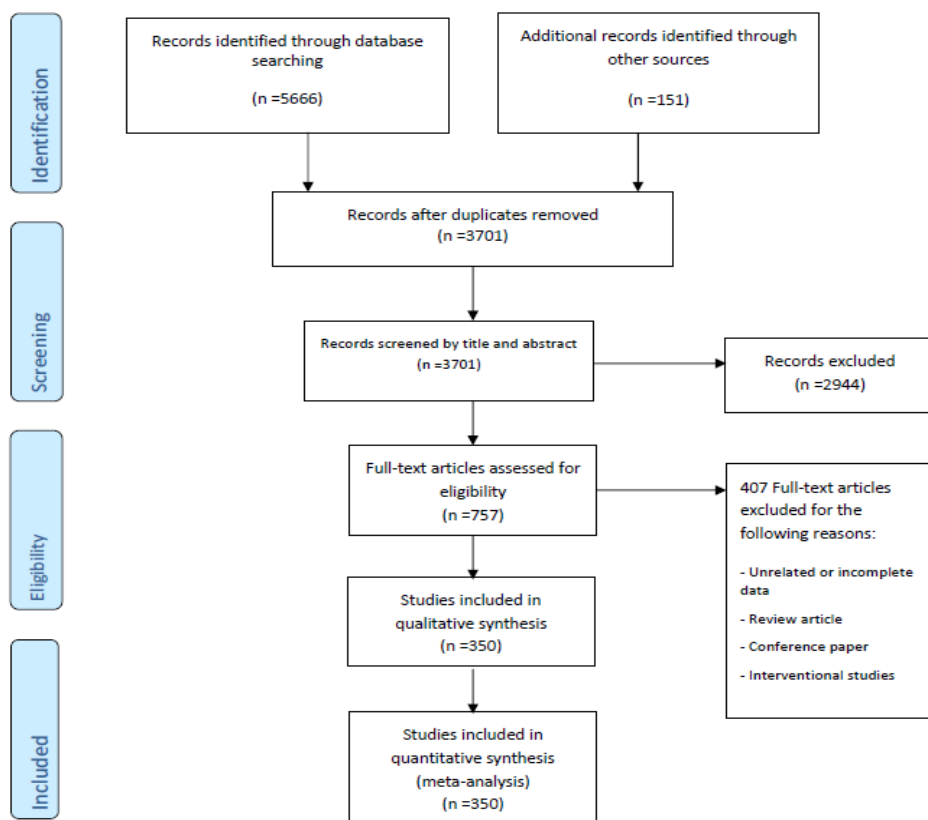 Identification
Records identified through database
searching
(n =5666)
Additional records identified through
other sources
(n =151)
Records after duplicates removed
(n =3701)
Screening
Records screened by title and abstract
(n =3701)
Records excluded
(n =2944)
Eligibility
Full-text articles assessed for
eligibility
(n =757)
407 Full-text articles
excluded for the
following reasons:
- Unrelated or incomplete
data
- Review article
- Conference paper
- Interventional studies
Studies included in
qualitative synthesis
(n =350)
Included
Studies included in
quantitative synthesis
(meta-analysis)
(n =350)